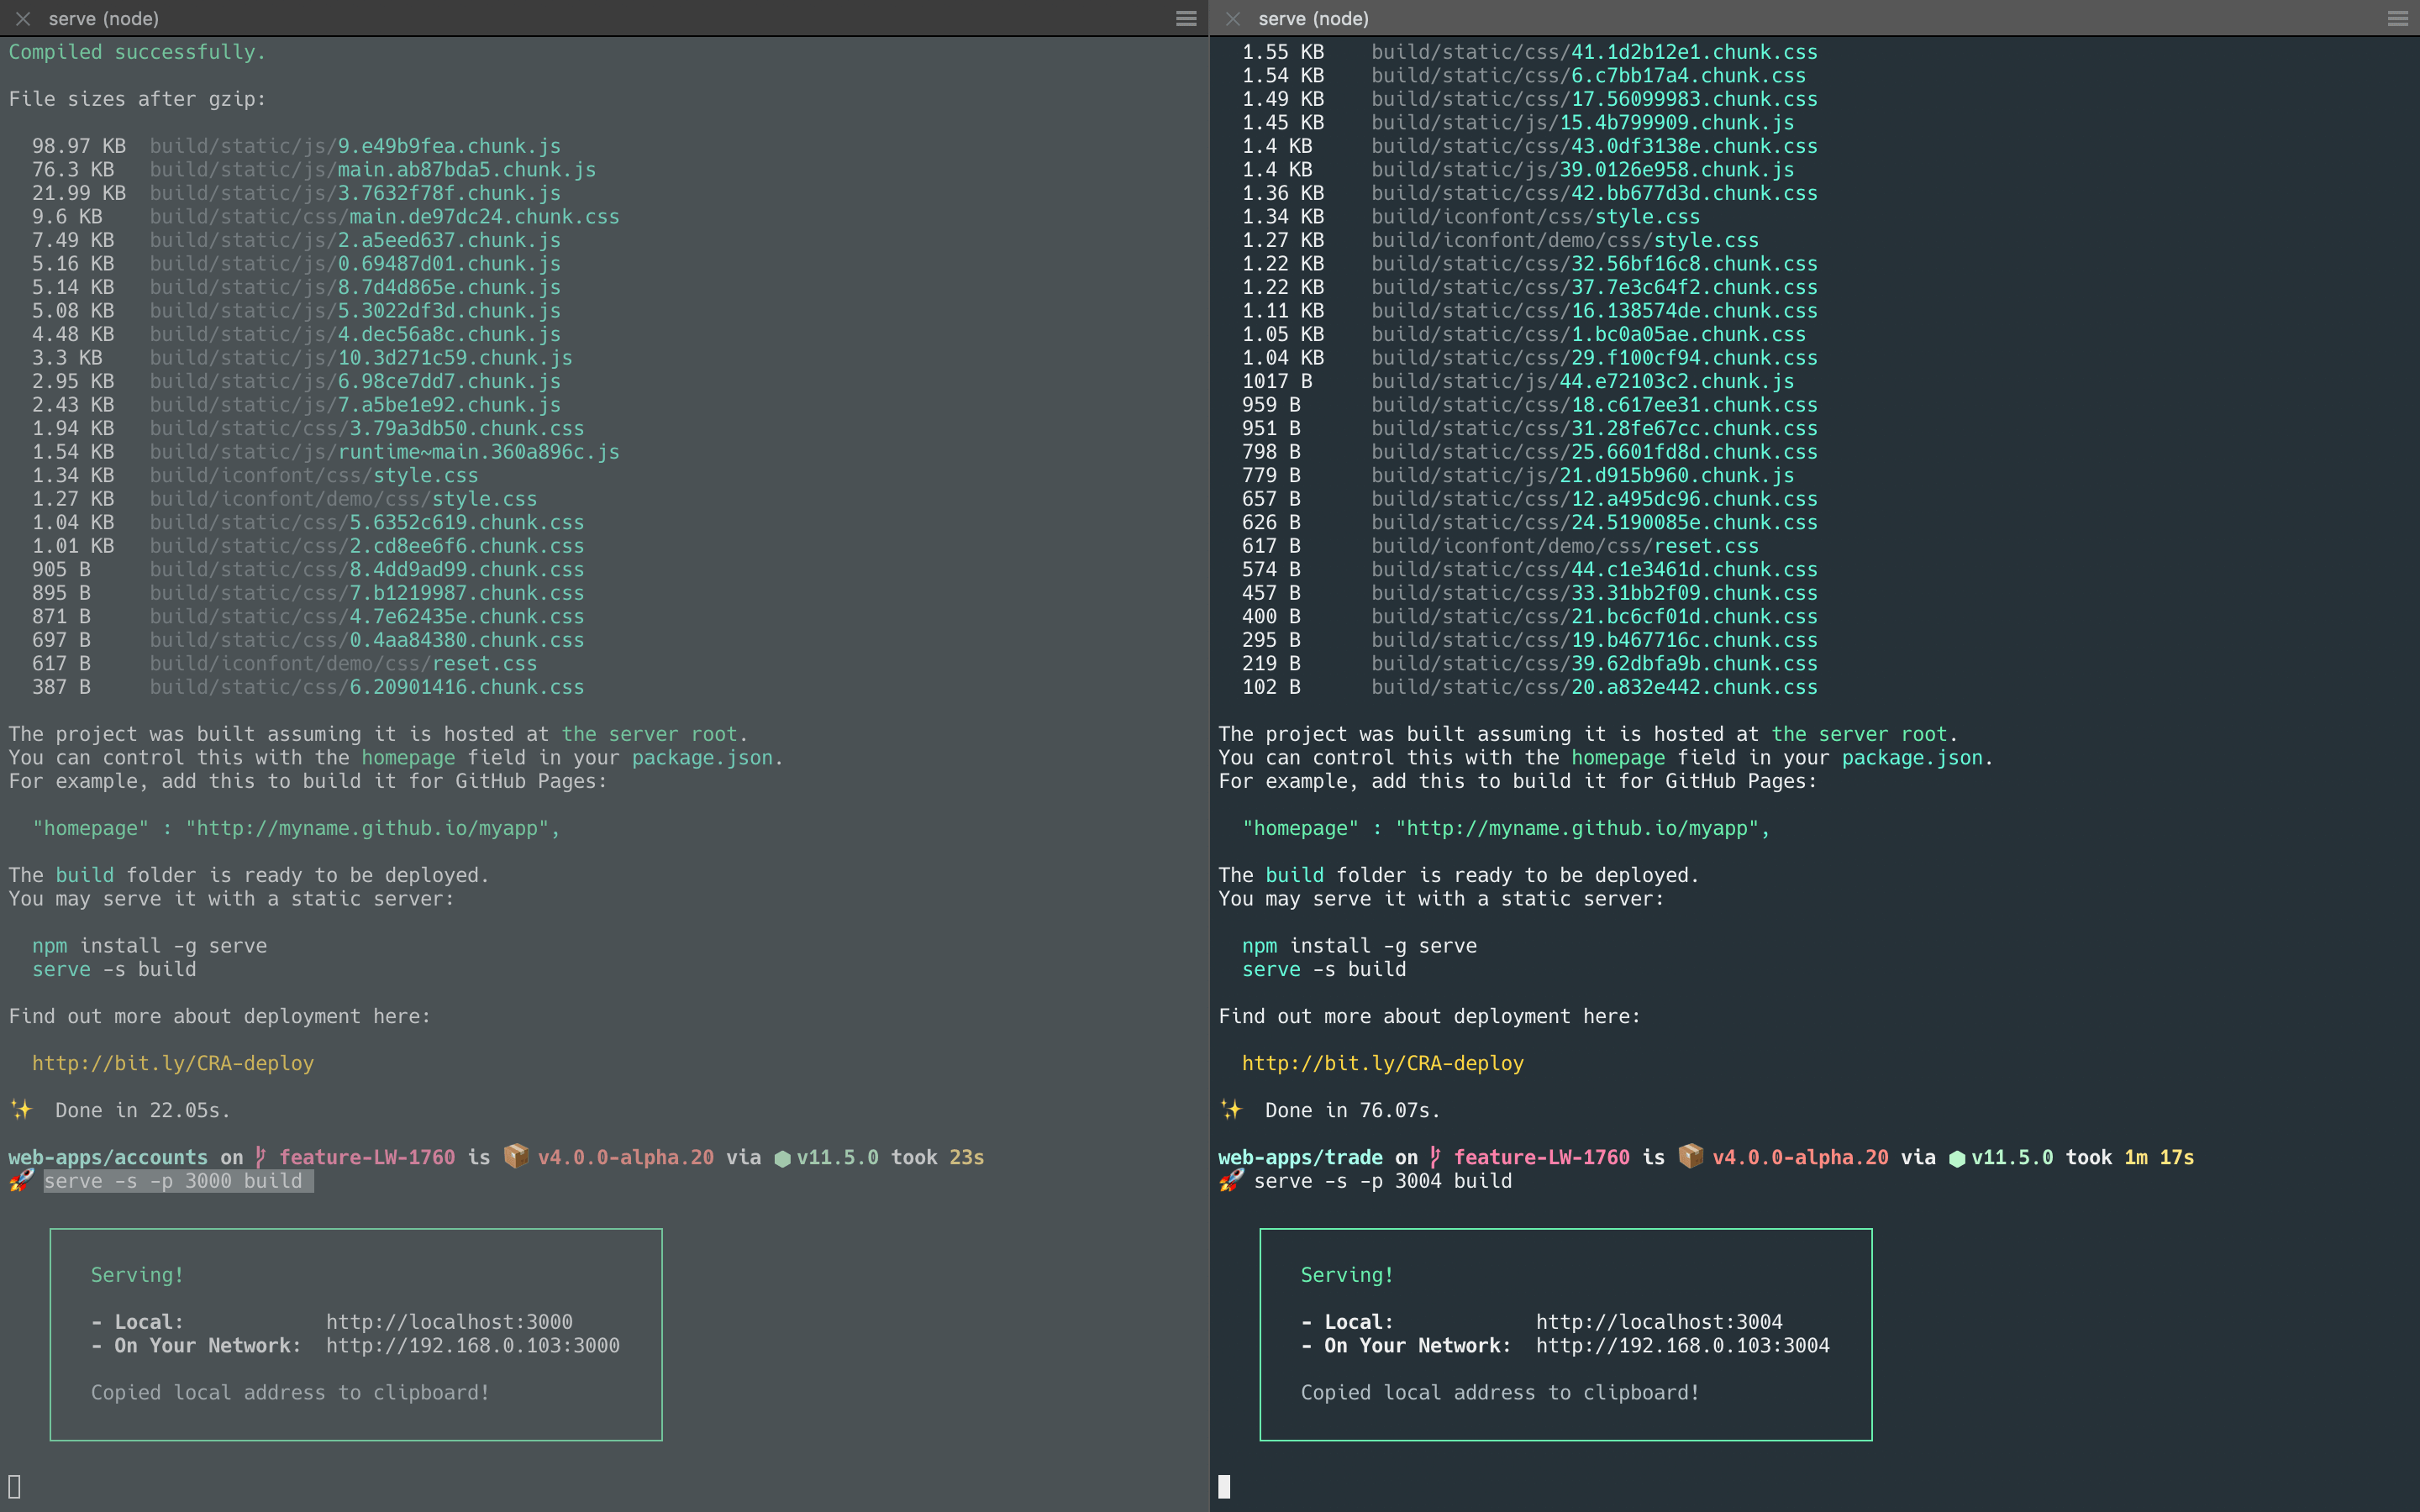 serve (node)
Compiled successfully.
File sizes after gzip:
98.97 KB build/static/js/9.e49b9fea.chunk.js
76.3 KB build/static/js/main.ab87bda5.chunk.js
21.99 KB build/static/js/3.7632f78f.chunk.js
9.6 KB build/static/css/main.de97dc24.chunk.css
7.49 KB build/static/js/2.a5eed637.chunk.js
5.16 KB build/static/js/0.69487d01.chunk.js
5.14 KB build/static/js/8.7d4d865e.chunk.js
5.08 KB build/static/js/5.3022df3d.chunk.js
4.48 KB build/static/js/4.dec56a8c.chunk.js
3.3 KB build/static/js/10.3d271c59.chunk.js
2.95 KB build/static/js/6.98ce7dd7.chunk.js
2.43 KB build/static/js/7.a5be1e92.chunk.js
1.94 KB build/static/css/3.79a3db50.chunk.css
1.54 KB build/static/js/runtime~main.360a896c.js
1.34 KB build/iconfont/css/style.css
1.27 KB build/iconfont/demo/css/style.css
1.04 KB build/static/css/5.6352c619.chunk.css
1.01 KB build/static/css/2.cd8ee6f6.chunk.css
905 B build/static/css/8.4dd9ad99.chunk.css
895 B build/static/css/7.b1219987.chunk.css
871 B build/static/css/4.7e62435e.chunk.css
697 B build/static/css/0.4aa84380.chunk.css
617 B build/iconfont/demo/css/reset.css
387 B build/static/css/6.20901416.chunk.css
The project was built assuming it is hosted at the server root.
You can control this with the homepage field in your package.json.
For example, add this to build it for GitHub Pages:
"homepage" : "http://myname.github.io/myapp",
The build folder is ready to be deployed.
You may serve it with a static server:
npm install -g serve
serve -s build
Find out more about deployment here:
http://bit.ly/CRA-deploy
✨ Done in 22.05s.
web-apps/accounts on feature-LW-1760 is 📦 v4.0.0-alpha.20 via ⬢ v11.5.0 took 23s
🚀 serve -s -p 3000 build
Serving!
- Local: http://localhost:3000
- On Your Network: http://192.168.0.103:3000
Copied local address to clipboard!
serve (node)
1.55 KB build/static/css/41.1d2b12e1.chunk.css
1.54 KB build/static/css/6.c7bb17a4.chunk.css
1.49 KB build/static/css/17.56099983.chunk.css
1.45 KB build/static/js/15.4b799909.chunk.js
1.4 KB build/static/css/43.0df3138e.chunk.css
1.4 KB build/static/js/39.0126e958.chunk.js
1.36 KB build/static/css/42.bb677d3d.chunk.css
1.34 KB build/iconfont/css/style.css
1.27 KB build/iconfont/demo/css/style.css
1.22 KB build/static/css/32.56bf16c8.chunk.css
1.22 KB build/static/css/37.7e3c64f2.chunk.css
1.11 KB build/static/css/16.138574de.chunk.css
1.05 KB build/static/css/1.bc0a05ae.chunk.css
1.04 KB build/static/css/29.f100cf94.chunk.css
1017 B build/static/js/44.e72103c2.chunk.js
959 B build/static/css/18.c617ee31.chunk.css
951 B build/static/css/31.28fe67cc.chunk.css
798 B build/static/css/25.6601fd8d.chunk.css
779 B build/static/js/21.d915b960.chunk.js
657 B build/static/css/12.a495dc96.chunk.css
626 B build/static/css/24.5190085e.chunk.css
617 B build/iconfont/demo/css/reset.css
574 B build/static/css/44.c1e3461d.chunk.css
457 B build/static/css/33.31bb2f09.chunk.css
400 B build/static/css/21.bc6cf01d.chunk.css
295 B build/static/css/19.b467716c.chunk.css
219 B build/static/css/39.62dbfa9b.chunk.css
102 B build/static/css/20.a832e442.chunk.css
The project was built assuming it is hosted at the server root.
You can control this with the homepage field in your package.json.
For example, add this to build it for GitHub Pages:
"homepage" : "http://myname.github.io/myapp",
The build folder is ready to be deployed.
You may serve it with a static server:
npm install -g serve
serve -s build
Find out more about deployment here:
http://bit.ly/CRA-deploy
✨ Done in 76.07s.
web-apps/trade on feature-LW-1760 is 📦 v4.0.0-alpha.20 via ⬢ v11.5.0 took 1m 17s
🚀 serve -s -p 3004 build
Serving!
- Local: http://localhost:3004
- On Your Network: http://192.168.0.103:3004
Copied local address to clipboard!